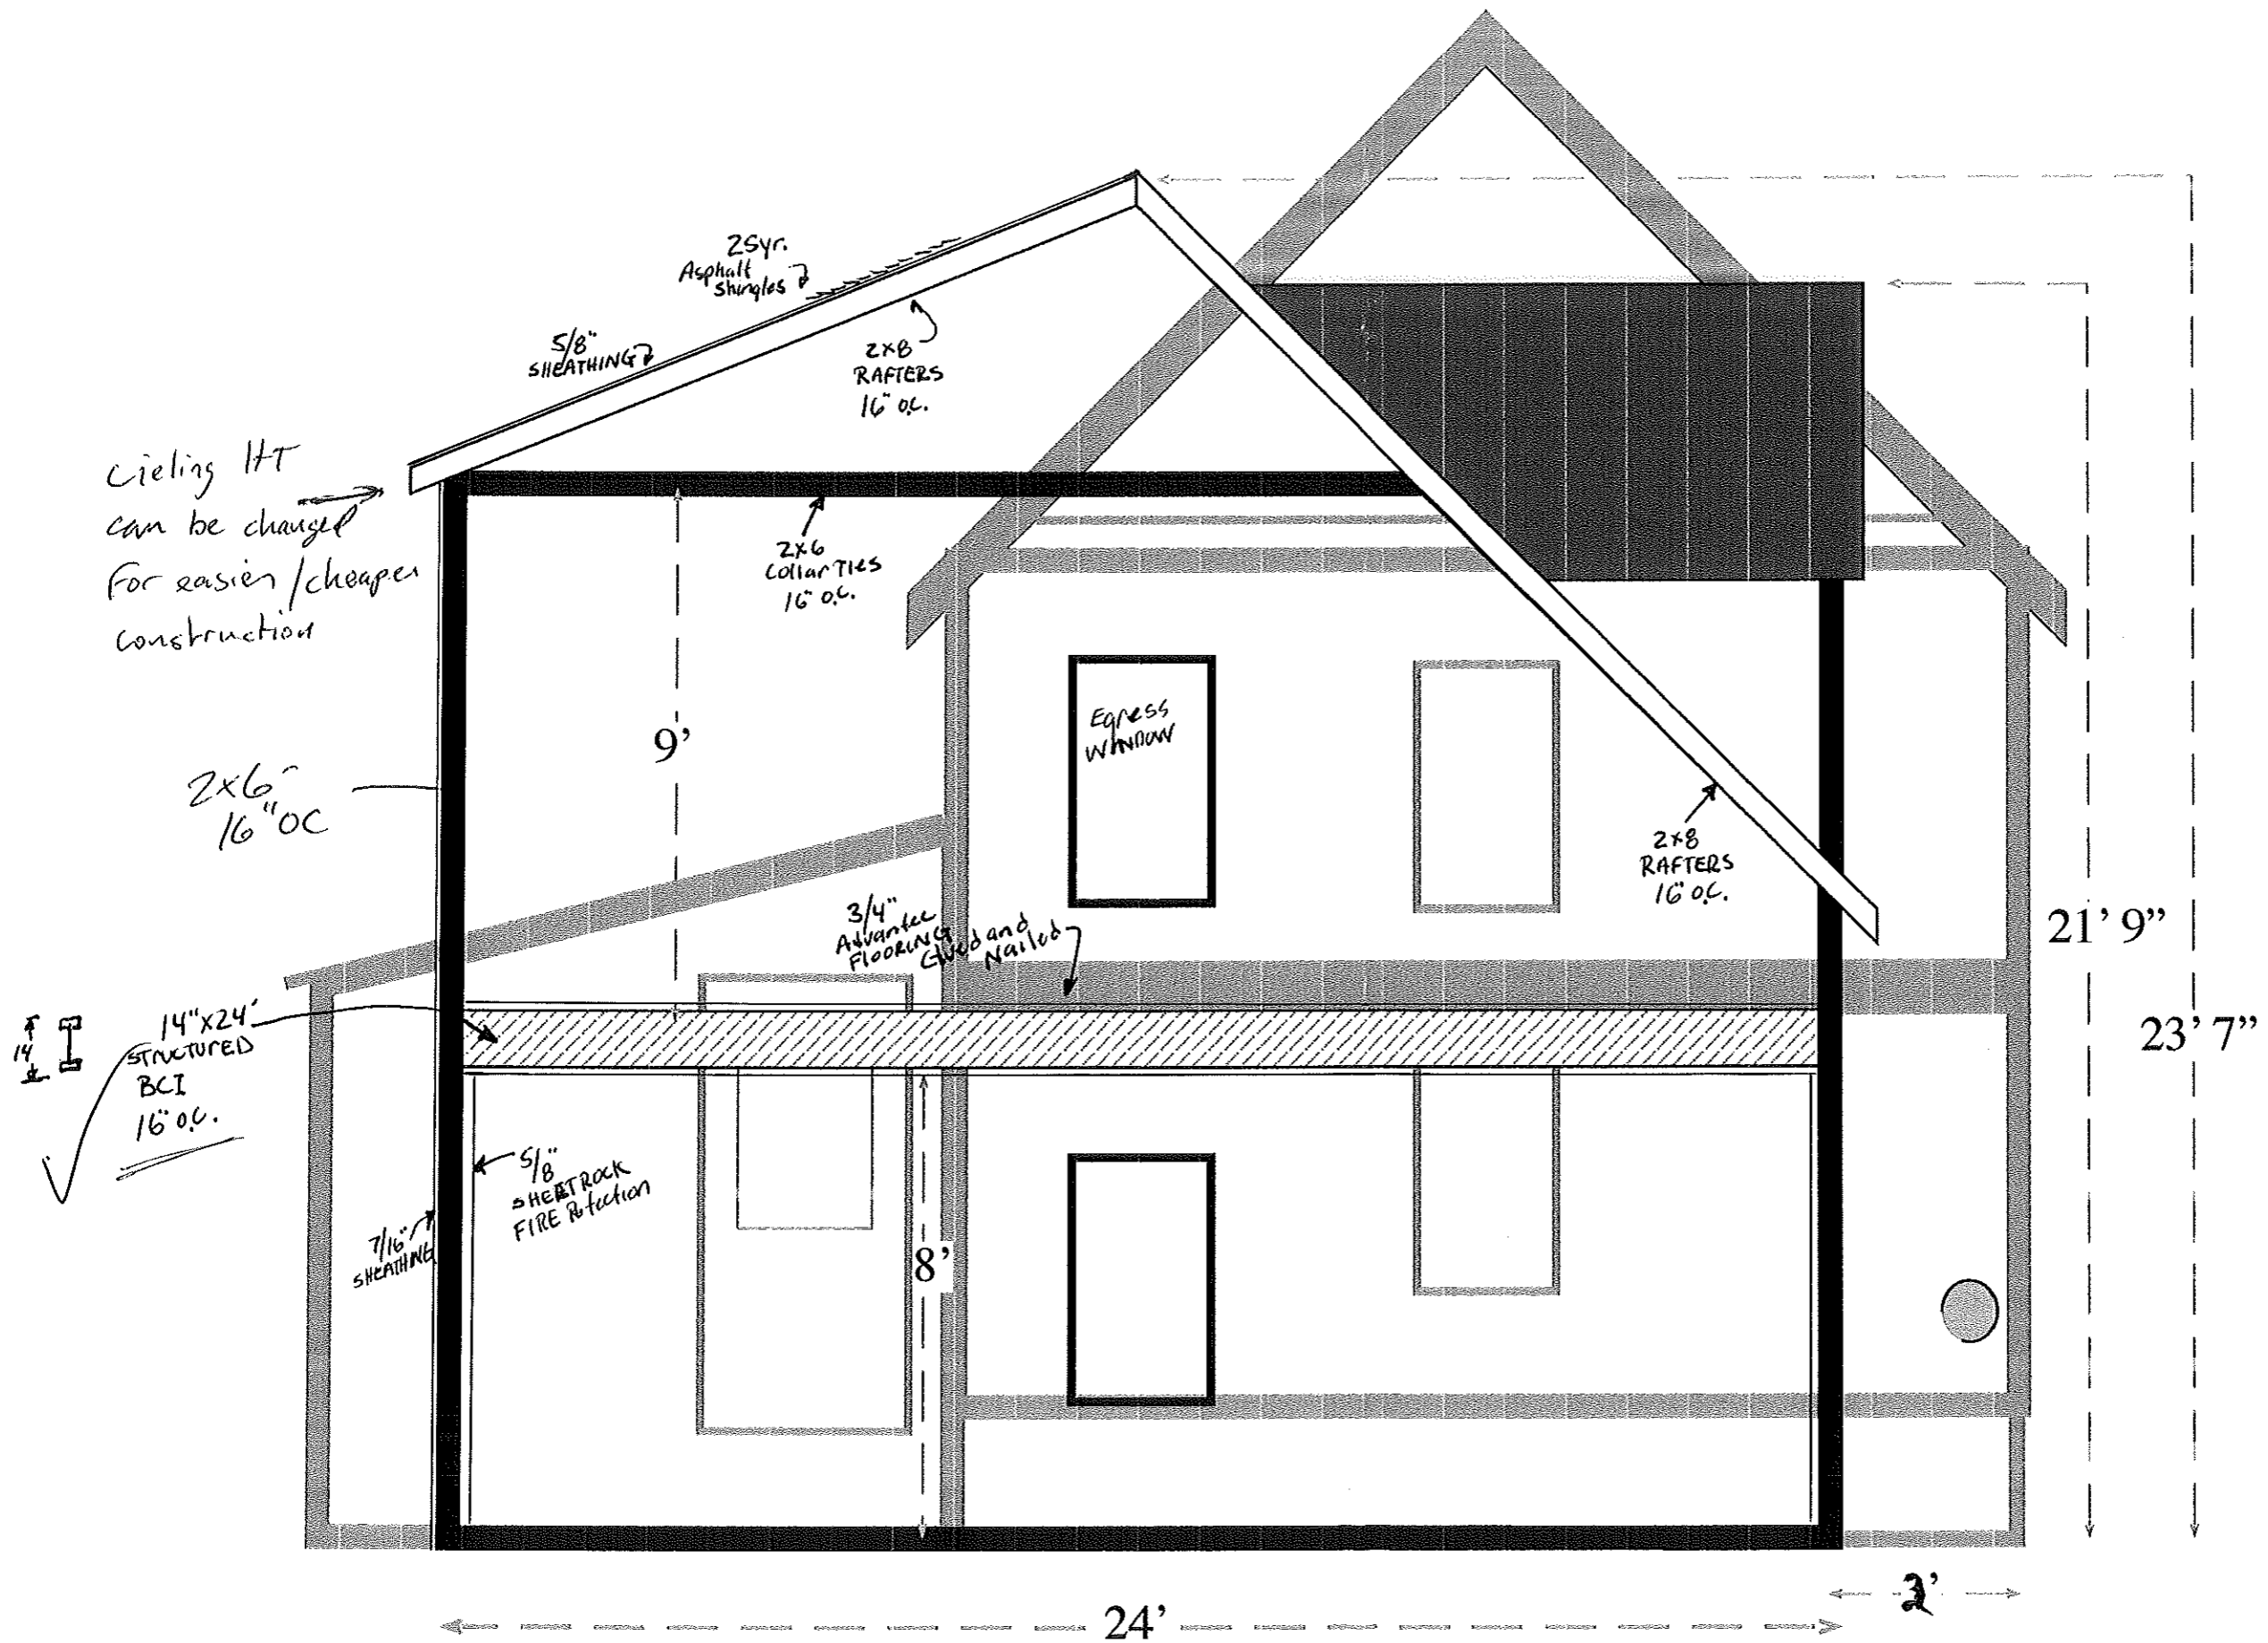 25yr.
Asphalt
shingles
5/8"
SHEATHING
2x8
RAFTERS
16" o.c.
Cieling HT
can be changed
For easier/cheaper
construction
2x6
Collar Ties
16" o.c.
9'
Egress
WINDOW
2x6
16" OC
2x8
RAFTERS
16" o.c.
3/4"
Advantec
FLOORING
Glued and
Nailed
21' 9"
23' 7"
14
14"x24'
STRUCTURED
BCI
16" o.c.
5/8"
SHEETROCK
FIRE Protection
7/16"
SHEATHING
8'
24'